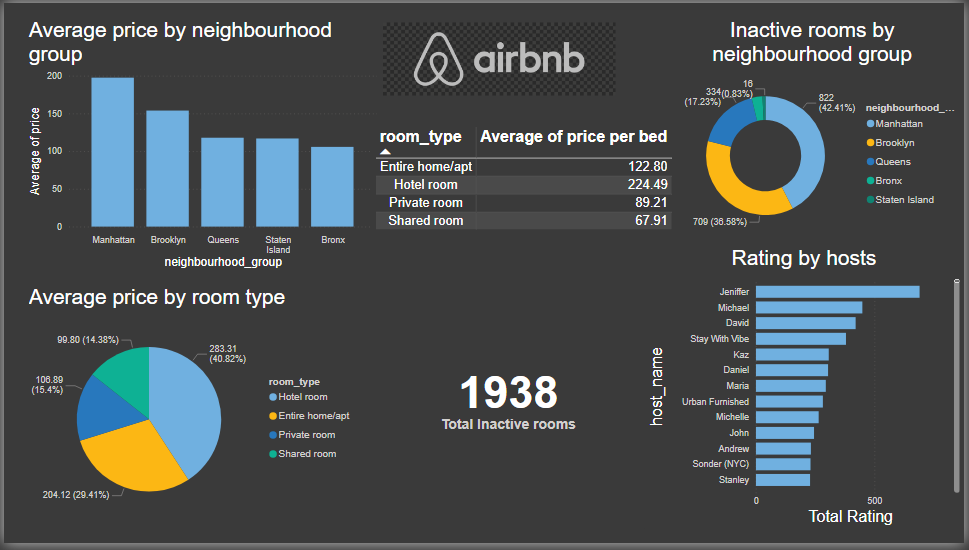 Average price by neighbourhood
group
200
150
100
50
0
Average of price
Manhattan
Brooklyn
Queens
Staten
Island
Bronx
neighbourhood_group
airbnb
room_type Average of price per bed
Entire home/apt 122.80
Hotel room 224.49
Private room 89.21
Shared room 67.91
Inactive rooms by
neighbourhood group
16
(0.83%)
334
(17.23%)
822
(42.41%)
709 (36.58%)
neighbourhood_...
Manhattan
Brooklyn
Queens
Bronx
Staten Island
Average price by room type
99.80 (14.38%)
283.31
(40.82%)
106.89
(15.4%)
204.12 (29.41%)
room_type
Hotel room
Entire home/apt
Private room
Shared room
1938
Total Inactive rooms
Rating by hosts
host_name
Jeniffer
Michael
David
Stay With Vibe
Kaz
Daniel
Maria
Urban Furnished
Michelle
John
Andrew
Sonder (NYC)
Stanley
0
500
Total Rating